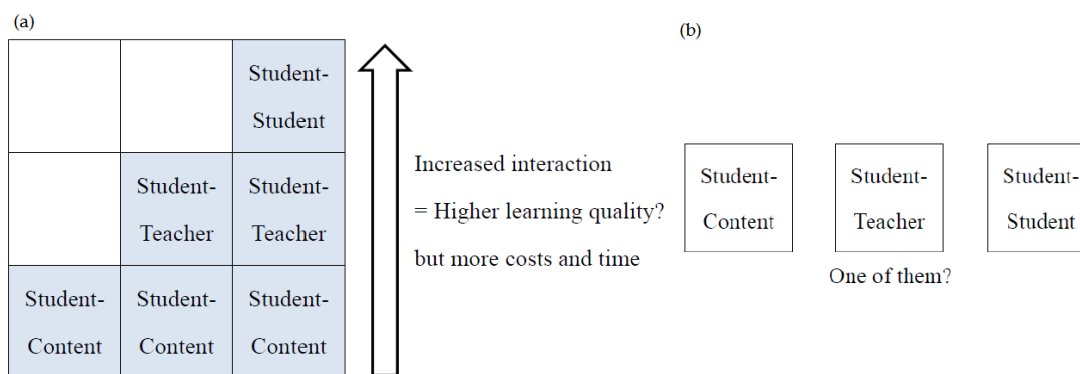 (a)
Student-
Student
Student-
Teacher
Student-
Teacher
Student-
Content
Student-
Content
Student-
Content
Increased interaction
= Higher learning quality?
but more costs and time
(b)
Student-
Content
Student-
Teacher
Student-
Student
One of them?